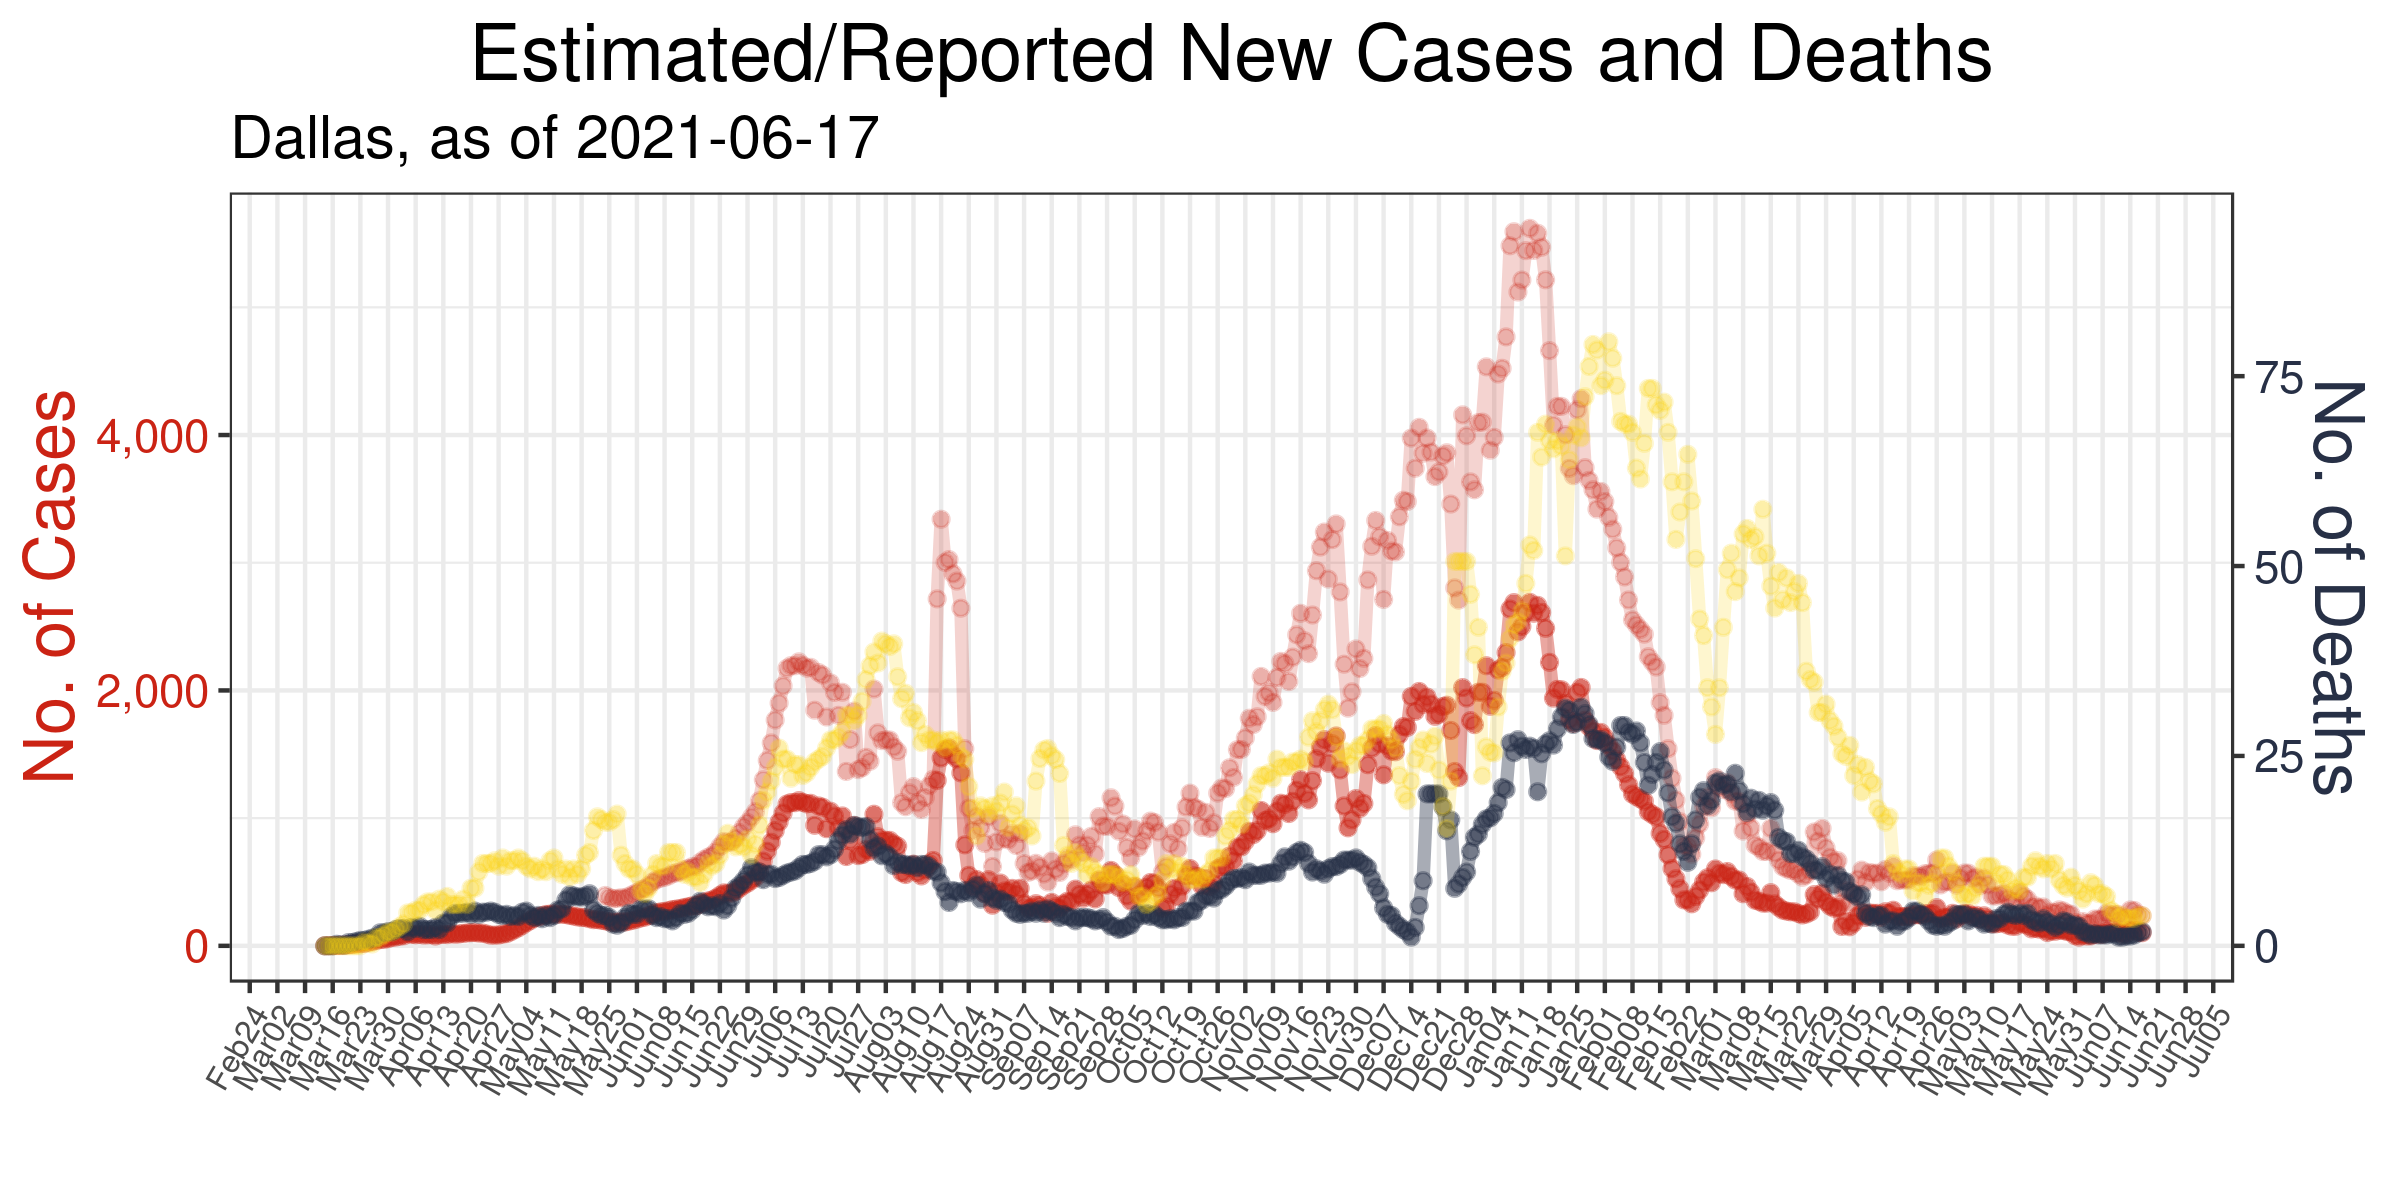 Estimated/Reported New Cases and Deaths
Dallas, as of 2021-06-17
No. of Cases
4,000
2,000
0
75
50
25
0
No. of Deaths
Feb24
Mar02
Mar09
Mar16
Mar23
Mar30
Apr06
Apr13
Apr20
Apr27
May04
May11
May18
May25
Jun01
Jun08
Jun15
Jun22
Jun29
Jul06
Jul13
Jul20
Jul27
Aug03
Aug10
Aug17
Aug24
Aug31
Sep07
Sep14
Sep21
Sep28
Oct05
Oct12
Oct19
Oct26
Nov02
Nov09
Nov16
Nov23
Nov30
Dec07
Dec14
Dec21
Dec28
Jan04
Jan11
Jan18
Jan25
Feb01
Feb08
Feb15
Feb22
Mar01
Mar08
Mar15
Mar22
Mar29
Apr05
Apr12
Apr19
Apr26
May03
May10
May17
May24
May31
Jun07
Jun14
Jun21
Jun28
Jul05